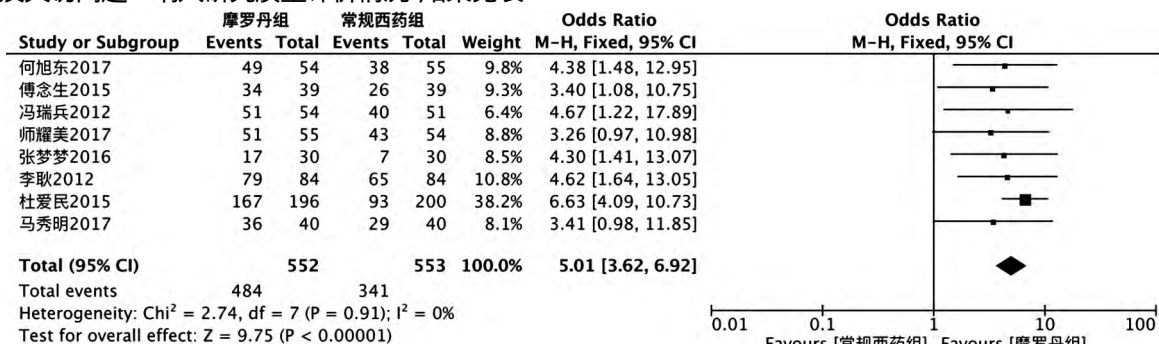 摩罗丹组 常规西药组 Odds Ratio Odds Ratio
Study or Subgroup Events Total Events Total Weight M-H, Fixed, 95% CI M-H, Fixed, 95% CI
何旭东2017 49 54 38 55 9.8% 4.38 [1.48, 12.95]
傅念生2015 34 39 26 39 9.3% 3.40 [1.08, 10.75]
冯瑞兵2012 51 54 40 51 6.4% 4.67 [1.22, 17.89]
师耀美2017 51 55 43 54 8.8% 3.26 [0.97, 10.98]
张梦梦2016 17 30 7 30 8.5% 4.30 [1.41, 13.07]
李耿2012 79 84 65 84 10.8% 4.62 [1.64, 13.05]
杜爱民2015 167 196 93 200 38.2% 6.63 [4.09, 10.73]
马秀明2017 36 40 29 40 8.1% 3.41 [0.98, 11.85]
Total (95% CI) 552 553 100.0% 5.01 [3.62, 6.92]
Total events 484 341
Heterogeneity: Chi² = 2.74, df = 7 (P = 0.91); I² = 0%
Test for overall effect: Z = 9.75 (P < 0.00001)
0.01 0.1 1 10 100
Favours [常规西药组] Favours [摩罗丹组]